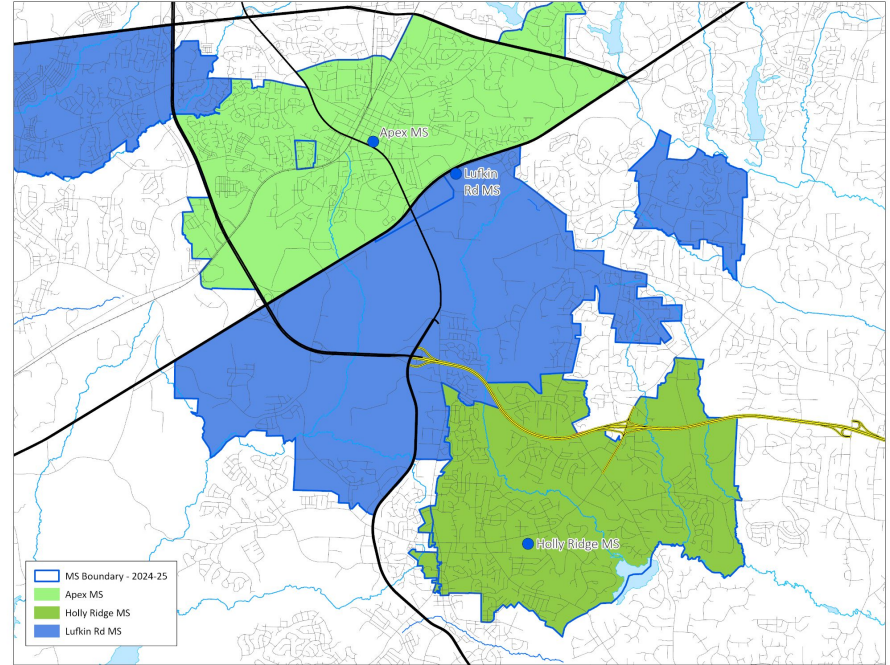 Apex MS
Lufkin
Rd MS
Holly Ridge MS
MS Boundary - 2024-25
Apex MS
Holly Ridge MS
Lufkin Rd MS